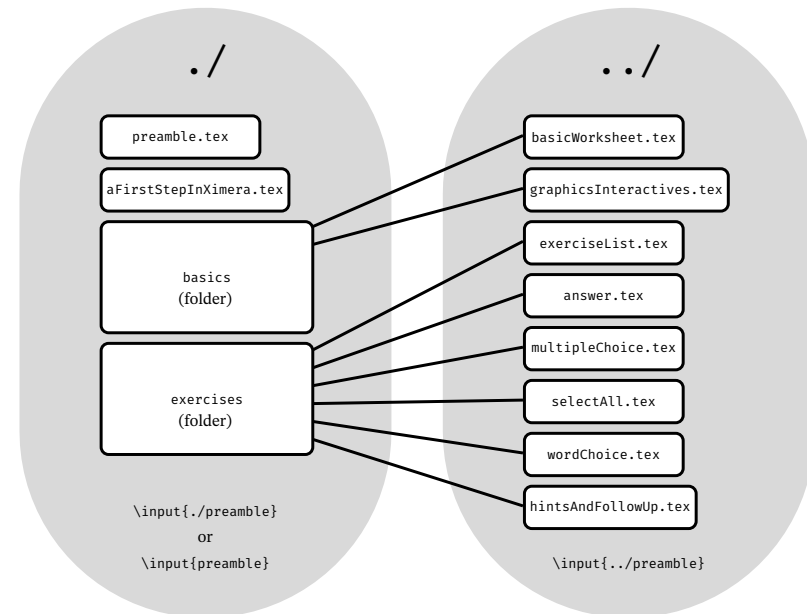 ./
preamble.tex
aFirstStepInXimera.tex
basics
(folder)
exercises
(folder)
\input{./preamble}
or
\input{preamble}
../
basicWorksheet.tex
graphicsInteractives.tex
exerciseList.tex
answer.tex
multipleChoice.tex
selectAll.tex
wordChoice.tex
hintsAndFollowUp.tex
\input{../preamble}